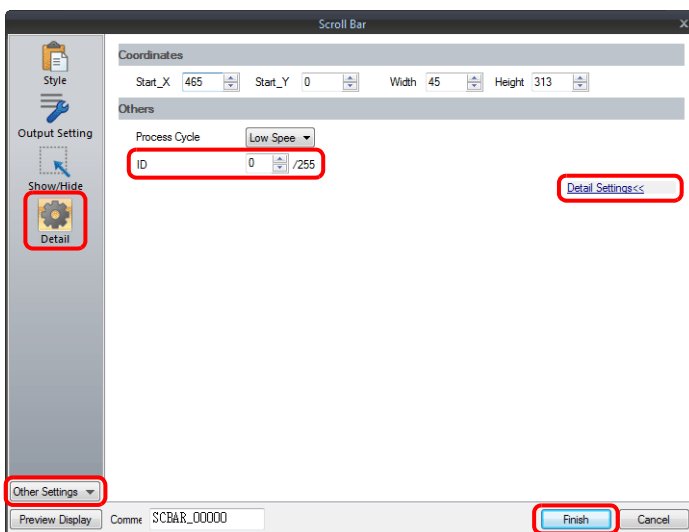 Scroll Bar X
Style
Output Setting
Show/Hide
Detail
Other Settings
Preview Display
Coordinates
Start_X 465 Start_Y 0 Width 45 Height 313
Others
Process Cycle Low Spee
ID 0 /255
Detail Settings<<
Comme SCBAR_00000
Finish Cancel